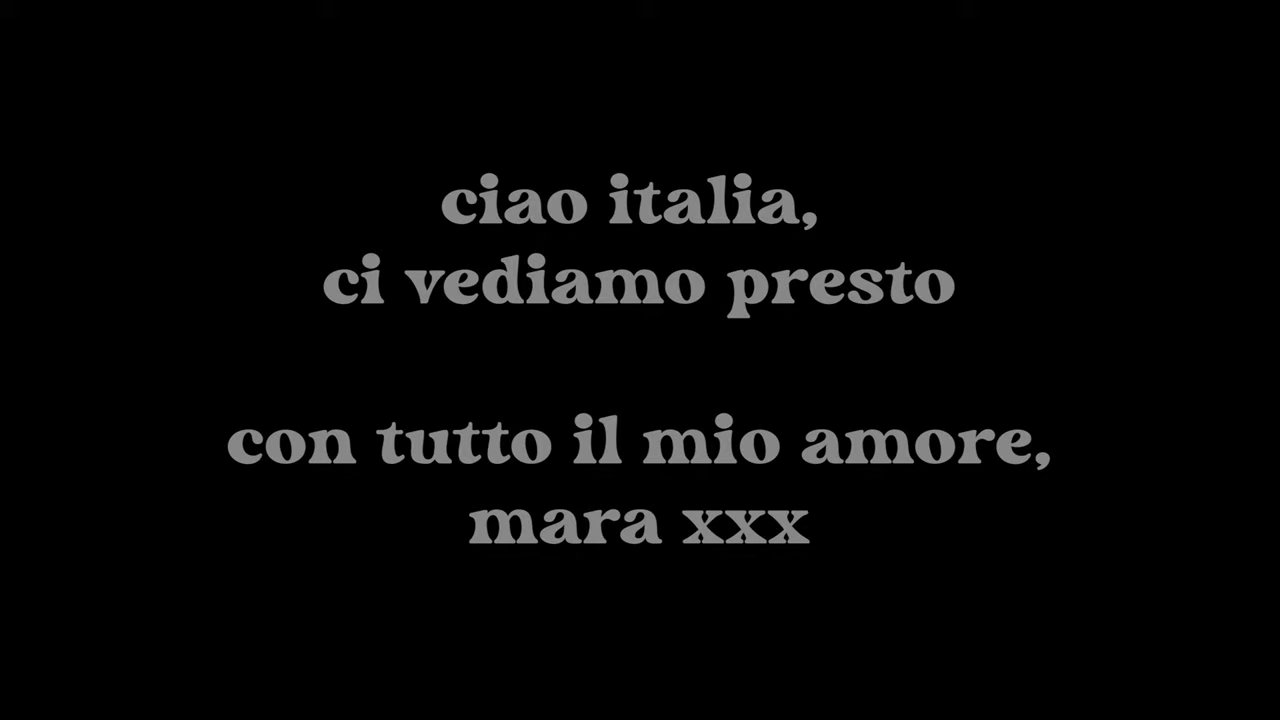 ciao italia,
ci vediamo presto
con tutto il mio amore,
mara xxx